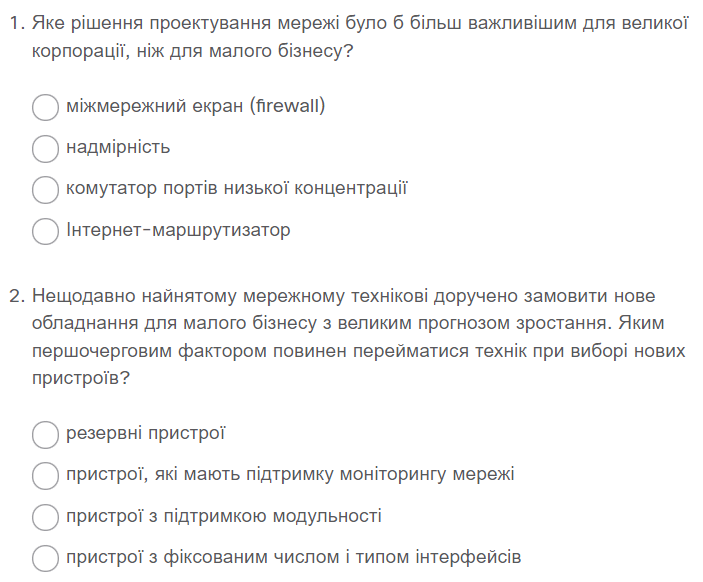 1. Яке рішення проектування мережі було б більш важливішим для великої
корпорації, ніж для малого бізнесу?
міжмережний екран (firewall)
надмірність
комутатор портів низької концентрації
Інтернет-маршрутизатор
2. Нещодавно найнятому мережному технікові доручено замовити нове
обладнання для малого бізнесу з великим прогнозом зростання. Яким
першочерговим фактором повинен перейматися технік при виборі нових
пристроїв?
резервні пристрої
пристрої, які мають підтримку моніторингу мережі
пристрої з підтримкою модульності
пристрої з фіксованим числом і типом інтерфейсів